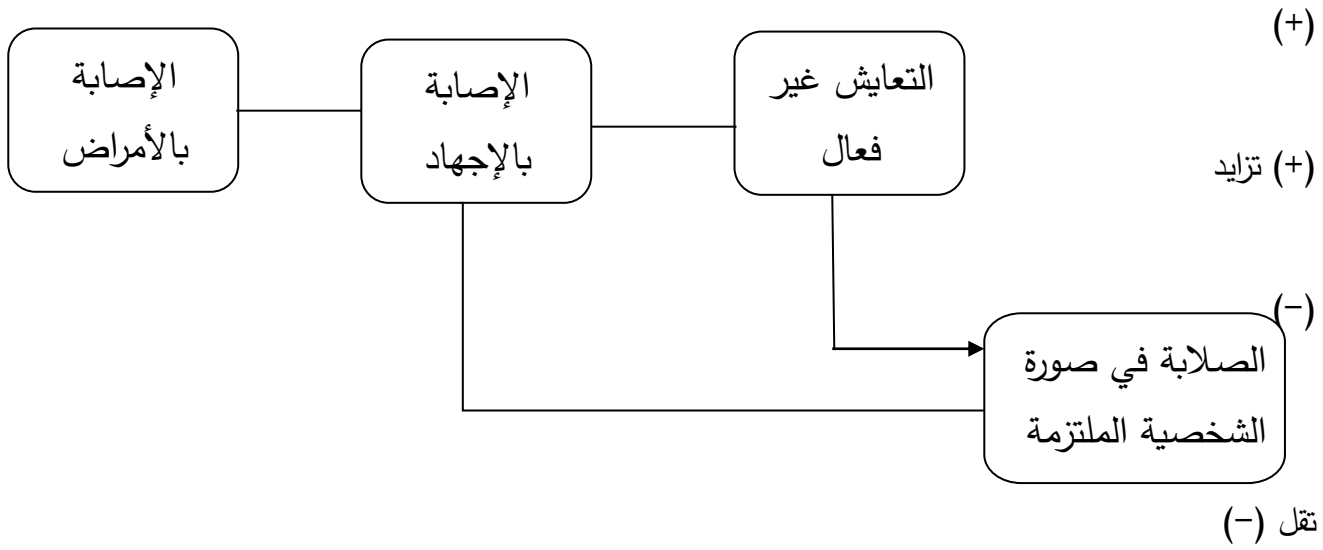 (+)
التعايش غير
فعال
الإصابة
بالإجهاد
الإصابة
بالأمراض
(+) تزايد
(−)
الصلابة في صورة
الشخصية الملتزمة
تقل (−)